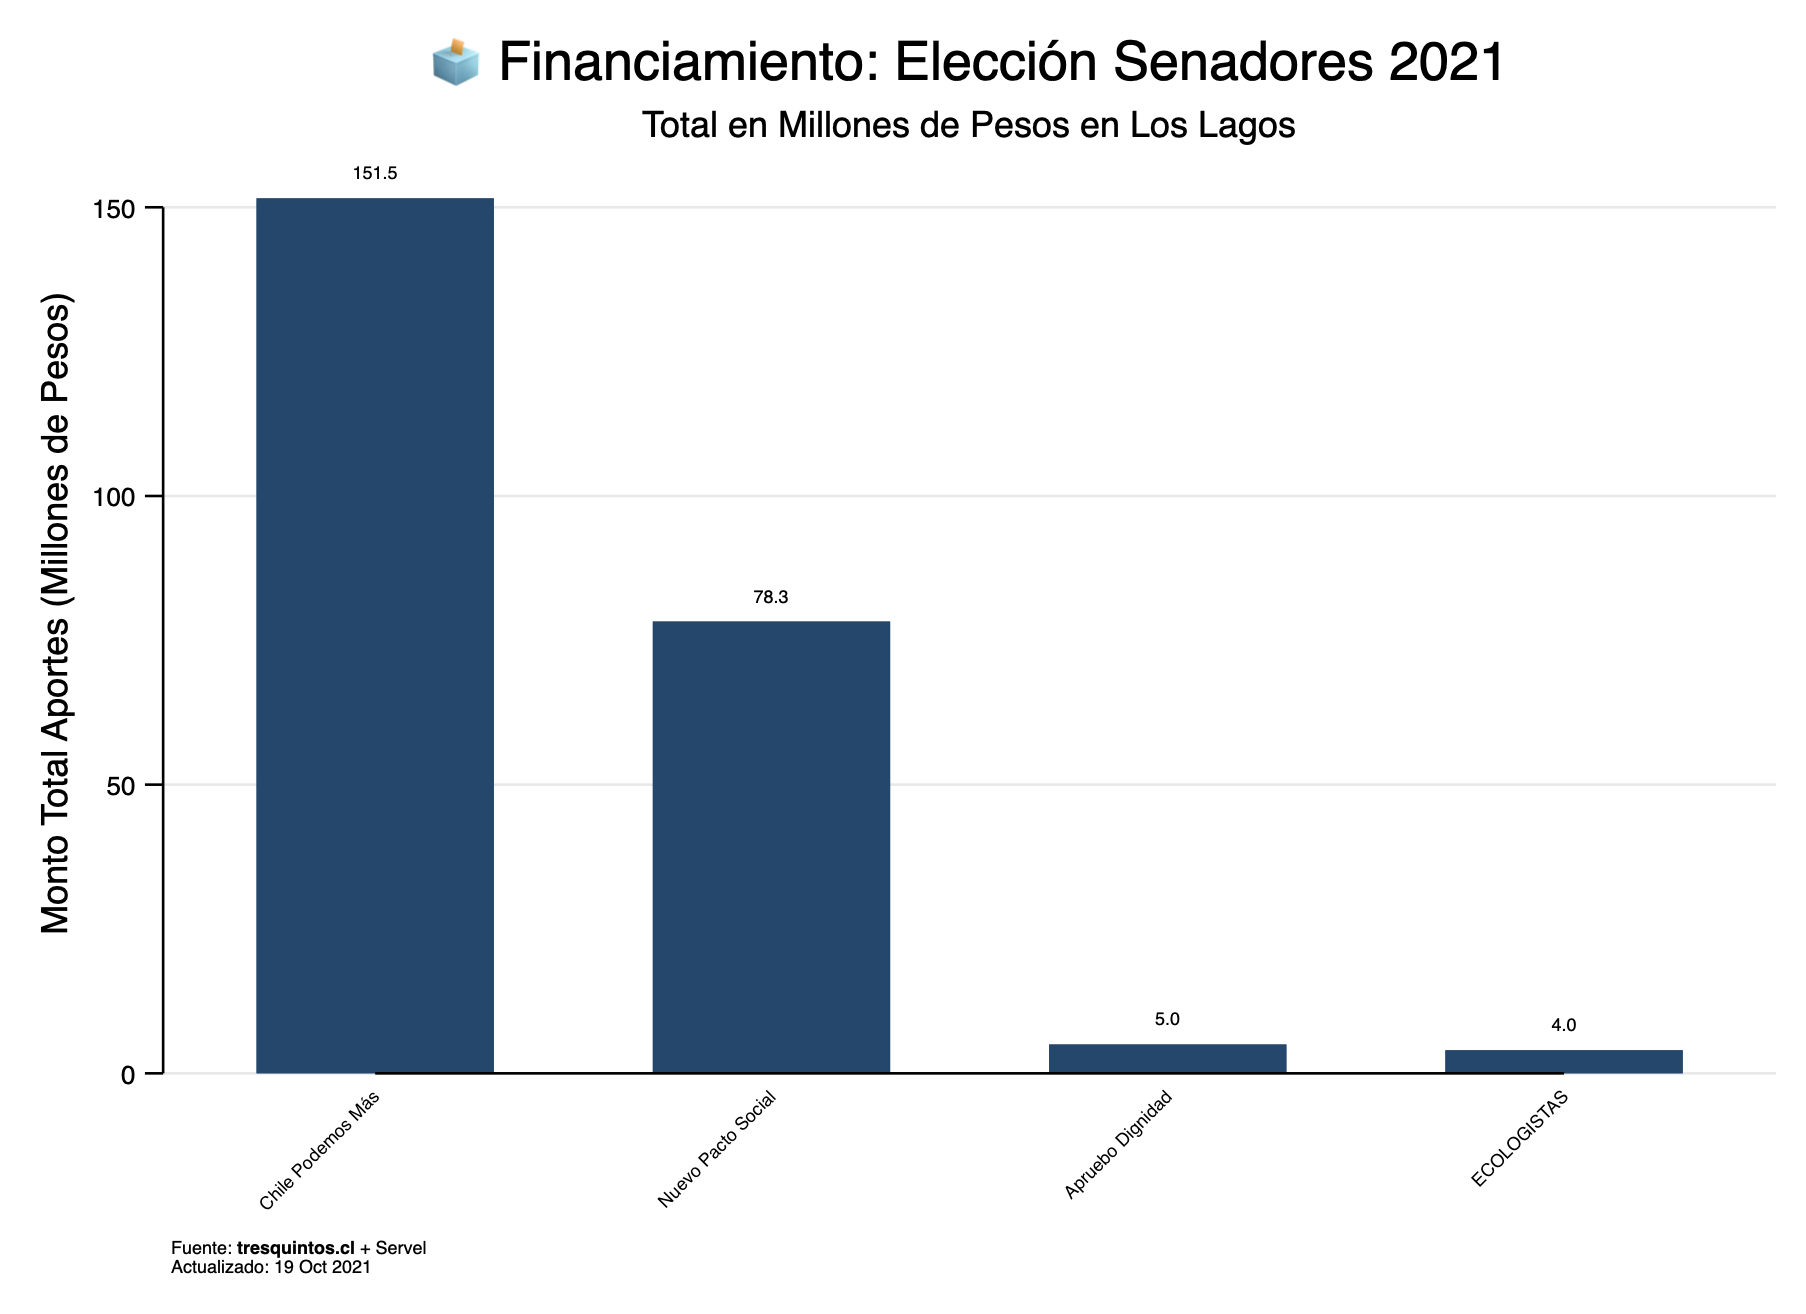 🗳️ Financiamiento: Elección Senadores 2021
Total en Millones de Pesos en Los Lagos
Monto Total Aportes (Millones de Pesos)
150
100
50
0
151.5
78.3
5.0
4.0
Chile Podemos Más
Nuevo Pacto Social
Apruebo Dignidad
ECOLOGISTAS
Fuente: tresquintos.cl + Servel
Actualizado: 19 Oct 2021